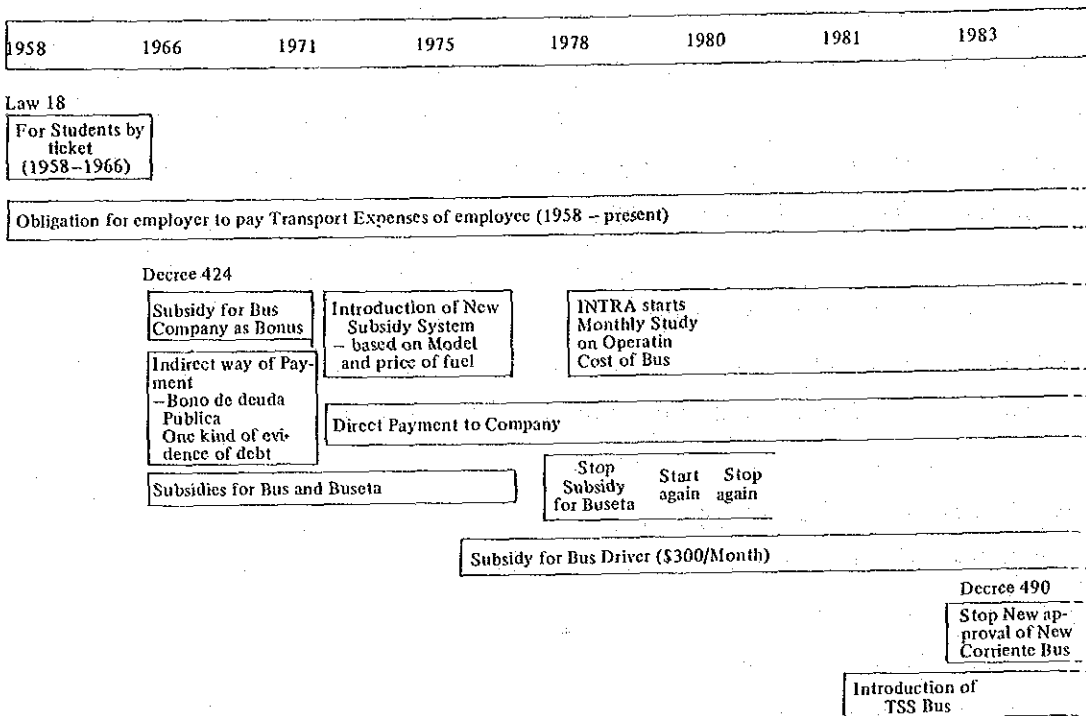 1958 1966 1971 1975 1978 1980 1981 1983
Law 18
For Students by
ticket
(1958–1966)
Obligation for employer to pay Transport Expenses of employee (1958 – present)
Decree 424
Subsidy for Bus
Company as Bonus
Introduction of New
Subsidy System
– based on Model
and price of fuel
INTRA starts
Monthly Study
on Operatin
Cost of Bus
Indirect way of Pay-
ment
–Bono de deuda
Publica
One kind of evi-
dence of debt
Direct Payment to Company
Subsidies for Bus and Buseta
Stop
Subsidy
for Buseta
Start
again
Stop
again
Subsidy for Bus Driver ($300/Month)
Decree 490
Stop New ap-
proval of New
Corriente Bus
Introduction of
TSS Bus